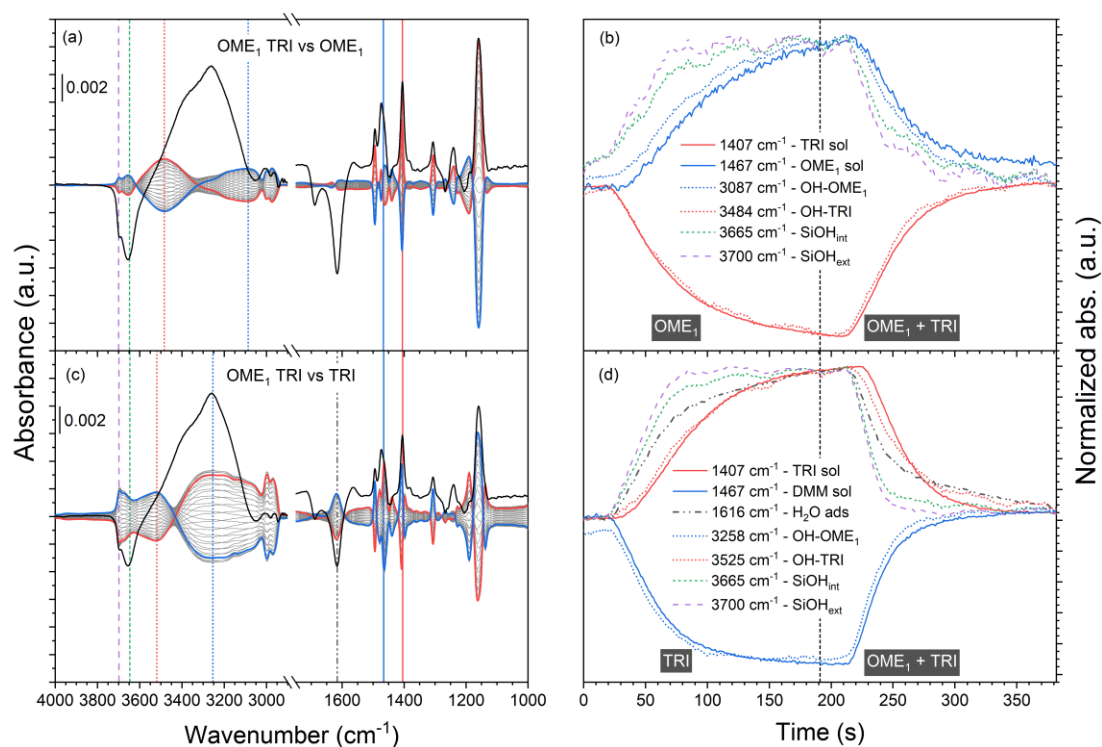 (a)
OME₁ TRI vs OME₁
0.002
(c)
OME₁ TRI vs TRI
0.002
Absorbance (a.u.)
4000 3800 3600 3400 3200 3000 1600 1400 1200 1000
Wavenumber (cm⁻¹)
(b)
1407 cm⁻¹ - TRI sol
1467 cm⁻¹ - OME₁ sol
3087 cm⁻¹ - OH-OME₁
3484 cm⁻¹ - OH-TRI
3665 cm⁻¹ - SiOHint
3700 cm⁻¹ - SiOHext
OME₁
OME₁ + TRI
(d)
1407 cm⁻¹ - TRI sol
1467 cm⁻¹ - DMM sol
1616 cm⁻¹ - H₂O ads
3258 cm⁻¹ - OH-OME₁
3525 cm⁻¹ - OH-TRI
3665 cm⁻¹ - SiOHint
3700 cm⁻¹ - SiOHext
TRI
OME₁ + TRI
0 50 100 150 200 250 300 350
Time (s)
Normalized abs. (a.u.)